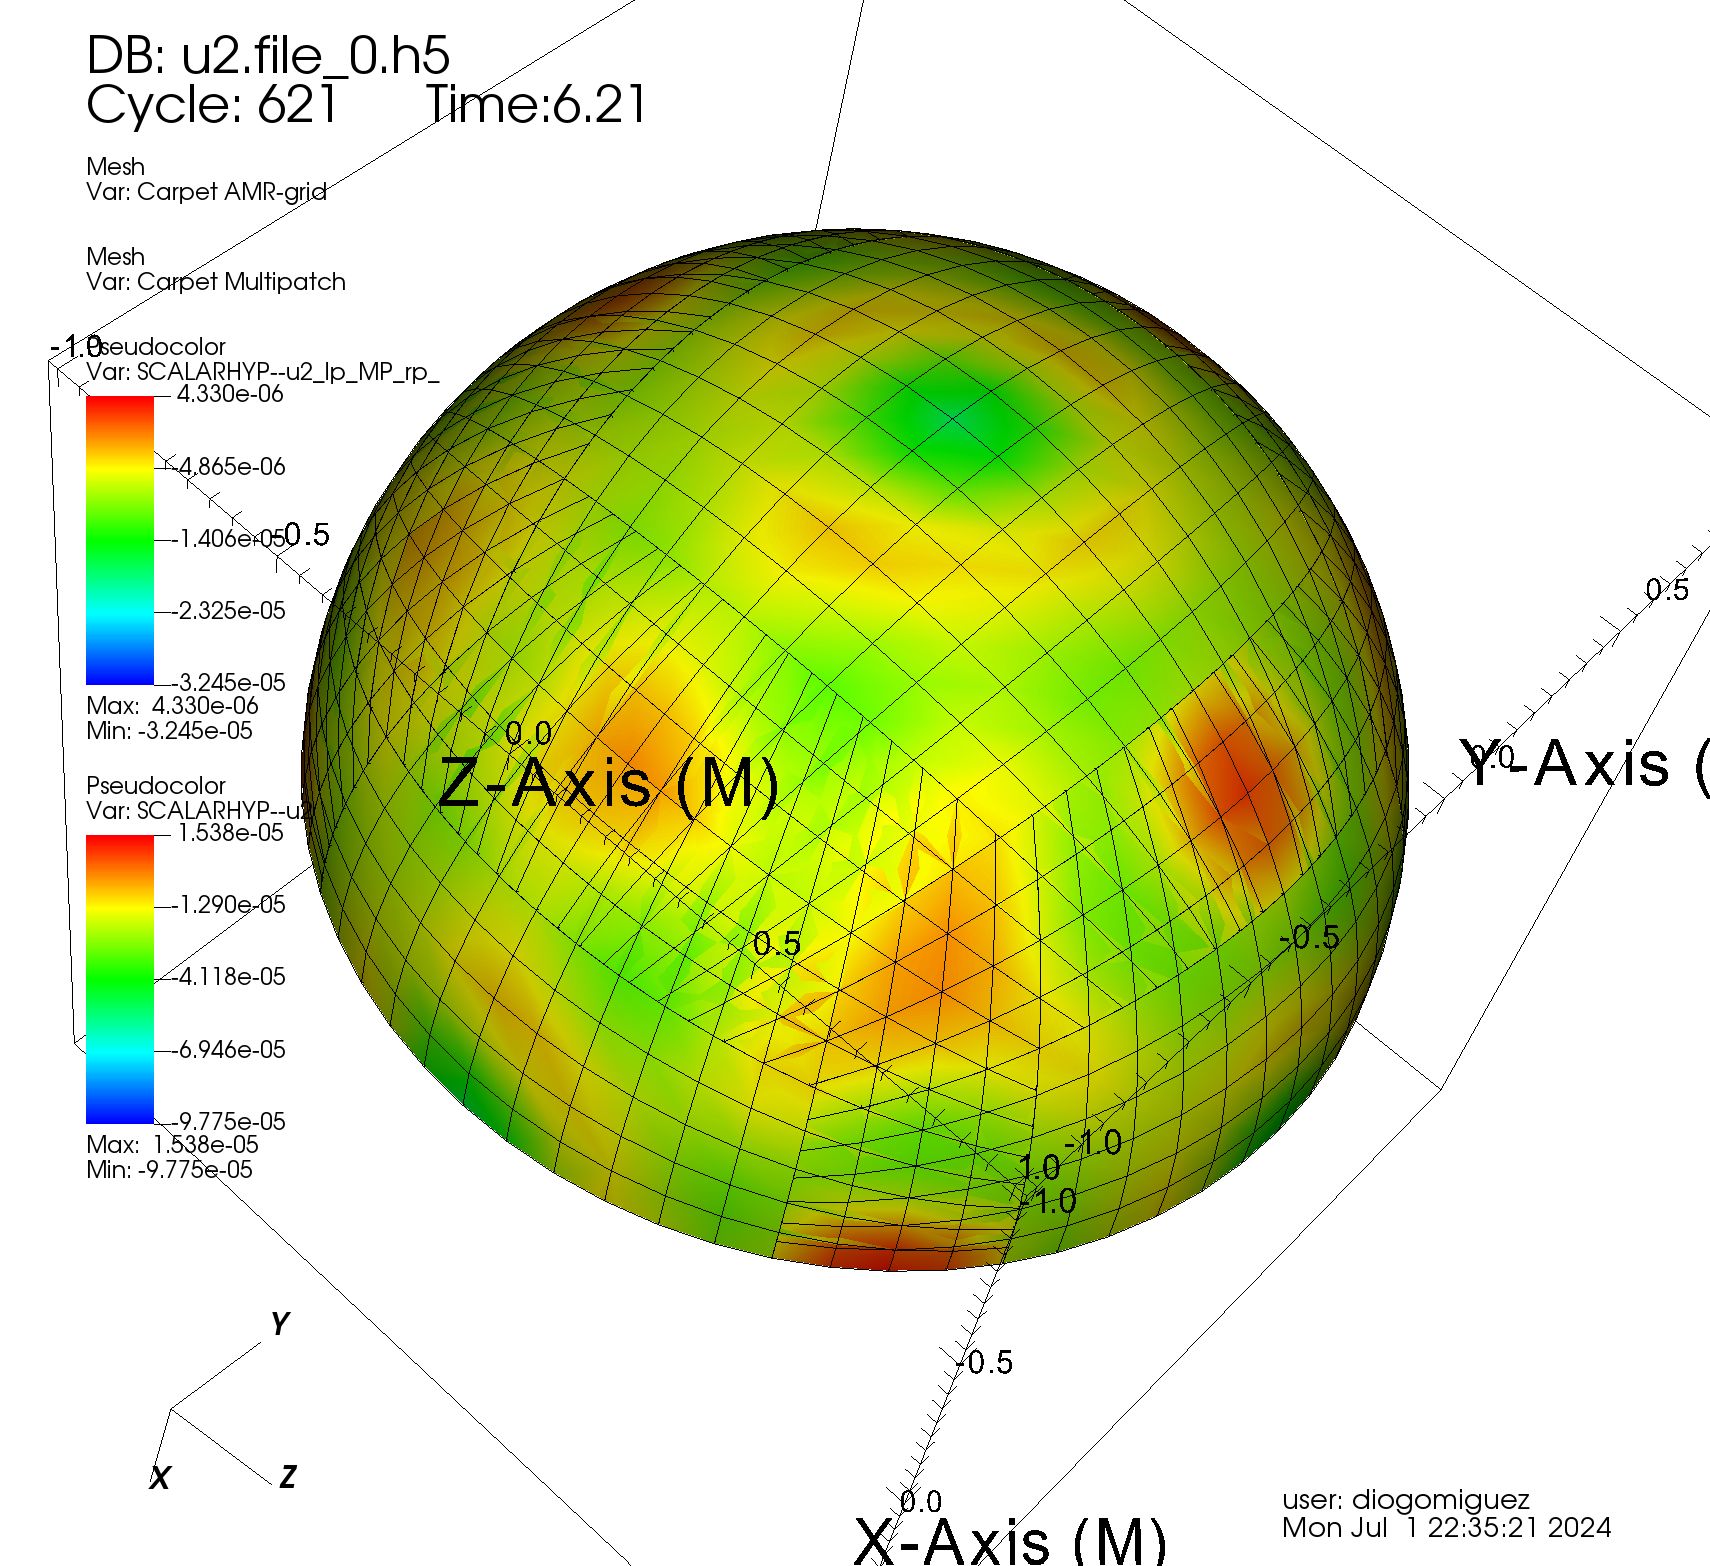 DB: u2.file_0.h5
Cycle: 621 Time:6.21
Mesh
Var: Carpet AMR-grid
Mesh
Var: Carpet Multipatch
-1.0
Pseudocolor
Var: SCALARHYP--u2_lp_MP_rp_
4.330e-06
-4.865e-06
-1.406e-05
-2.325e-05
-3.245e-05
Max: 4.330e-06
Min: -3.245e-05
Pseudocolor
Var: SCALARHYP--u2
1.538e-05
-1.290e-05
-4.118e-05
-6.946e-05
-9.775e-05
Max: 1.538e-05
Min: -9.775e-05
-0.5
0.0
Z-Axis (M)
0.5
1.0
0.5
0.0
Y-Axis (
-0.5
-1.0
-1.0
-0.5
0.0
X-Axis (M)
Y
X
Z
user: diogomiguez
Mon Jul 1 22:35:21 2024